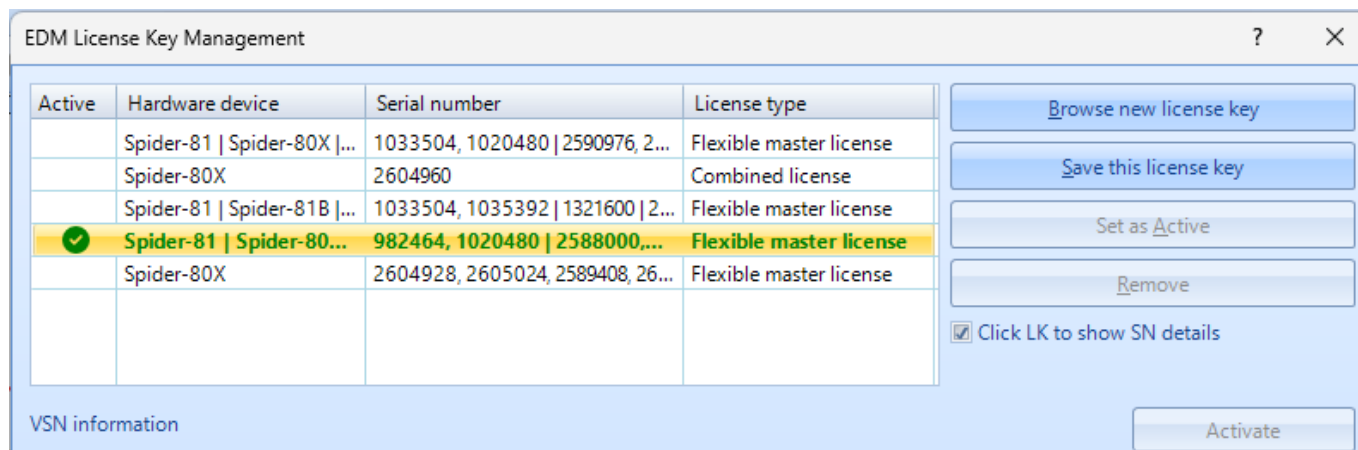 EDM License Key Management ? ×
Active Hardware device Serial number License type
Spider-81 | Spider-80X |... 1033504, 1020480 | 2590976, 2... Flexible master license
Spider-80X 2604960 Combined license
Spider-81 | Spider-81B |... 1033504, 1035392 | 1321600 | 2... Flexible master license
Spider-81 | Spider-80... 982464, 1020480 | 2588000,... Flexible master license
Spider-80X 2604928, 2605024, 2589408, 26... Flexible master license
Browse new license key
Save this license key
Set as Active
Remove
Click LK to show SN details
VSN information
Activate